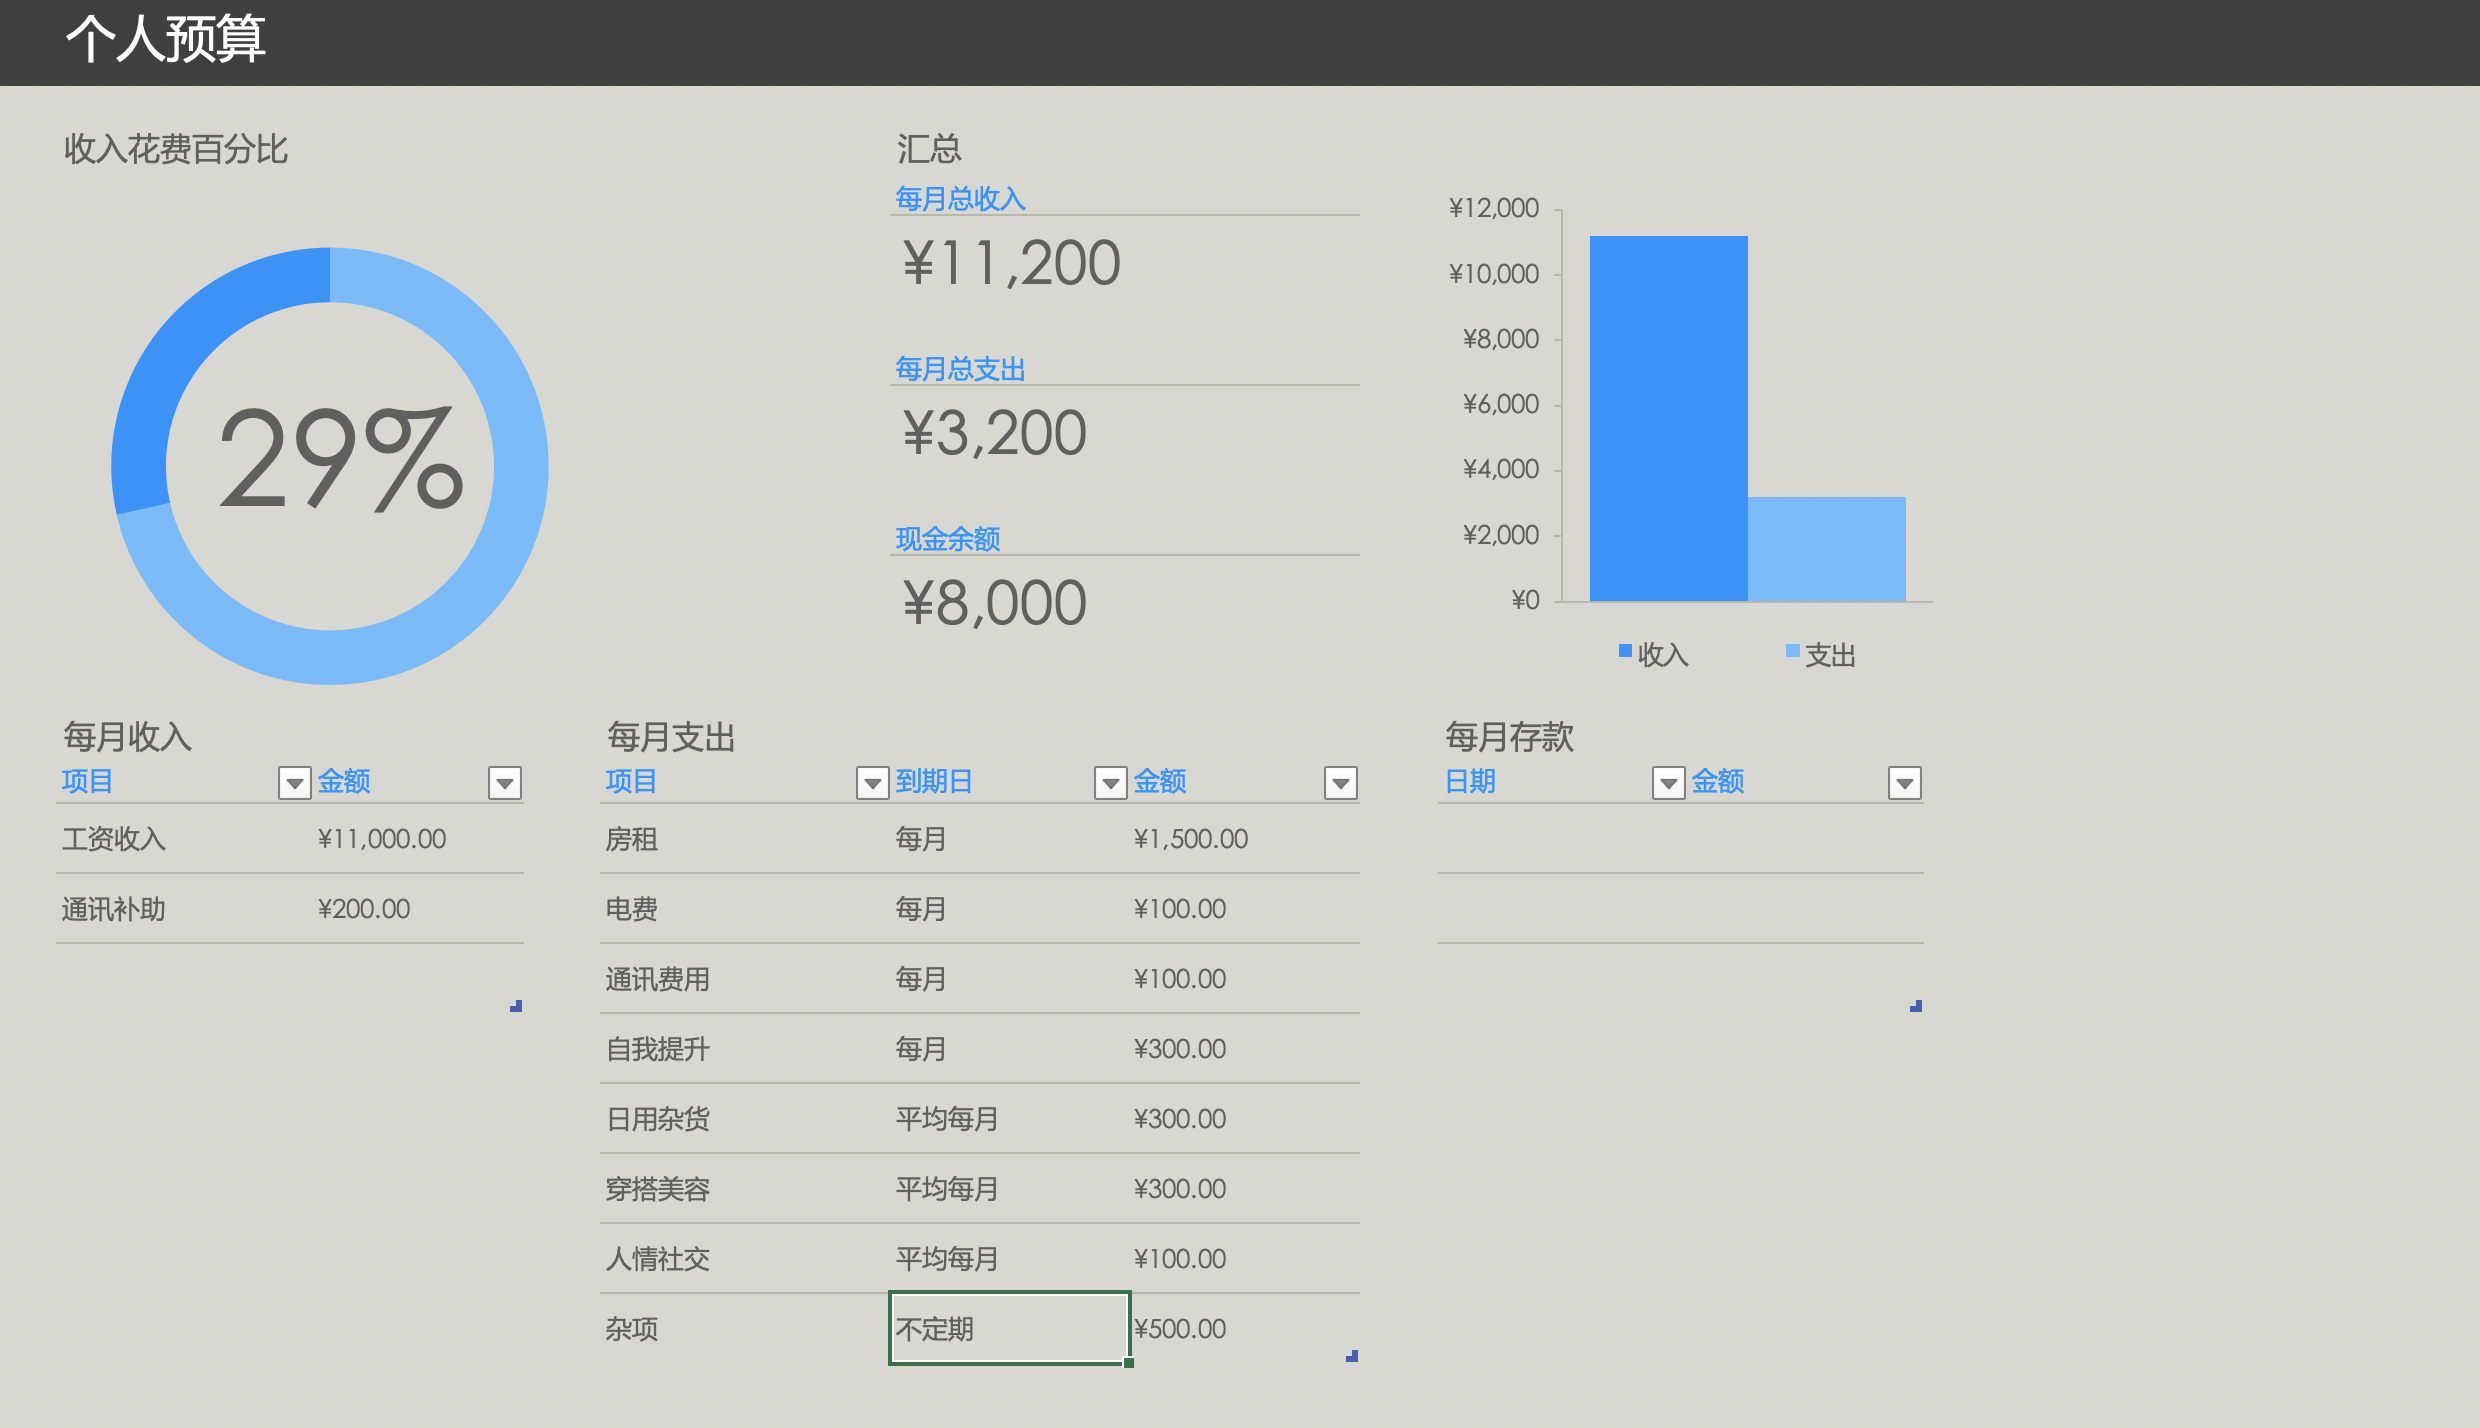 个人预算
收入花费百分比
29%
汇总
每月总收入
¥11,200
每月总支出
¥3,200
现金余额
¥8,000
¥12,000
¥10,000
¥8,000
¥6,000
¥4,000
¥2,000
¥0
收入 支出
每月收入
项目 金额
工资收入 ¥11,000.00
通讯补助 ¥200.00
每月支出
项目 到期日 金额
房租 每月 ¥1,500.00
电费 每月 ¥100.00
通讯费用 每月 ¥100.00
自我提升 每月 ¥300.00
日用杂货 平均每月 ¥300.00
穿搭美容 平均每月 ¥300.00
人情社交 平均每月 ¥100.00
杂项 不定期 ¥500.00
每月存款
日期 金额